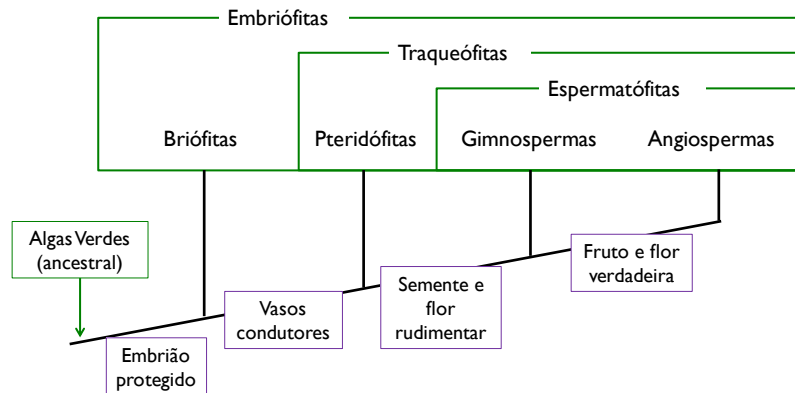 Embriófitas
Traqueófitas
Espermatófitas
Briófitas
Pteridófitas
Gimnospermas
Angiospermas
Algas Verdes
(ancestral)
Fruto e flor
verdadeira
Semente e
flor
rudimentar
Vasos
condutores
Embrião
protegido